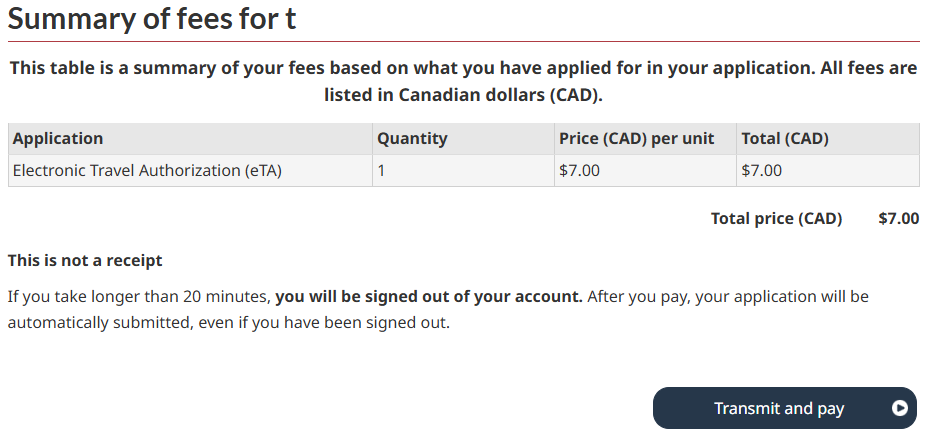 Summary of fees for t
This table is a summary of your fees based on what you have applied for in your application. All fees are
listed in Canadian dollars (CAD).
Application Quantity Price (CAD) per unit Total (CAD)
Electronic Travel Authorization (eTA) 1 $7.00 $7.00
Total price (CAD) $7.00
This is not a receipt
If you take longer than 20 minutes, you will be signed out of your account. After you pay, your application will be
automatically submitted, even if you have been signed out.
Transmit and pay